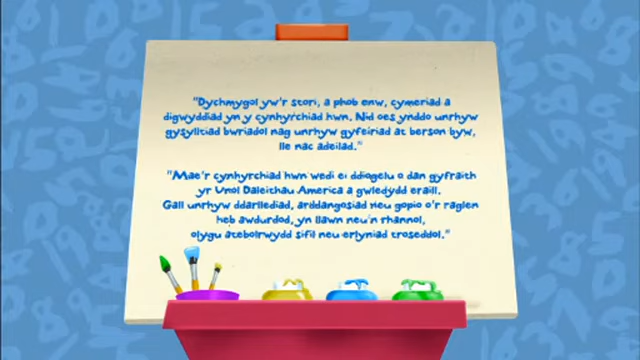 "Dychmygol yw'r stori, a phob enw, cymeriad a
digwyddiad yn y cynhyrchiad hwn. Nid oes ynddo unrhyw
gysylltiad bwriadol nag unrhyw gyfeiriad at berson byw,
lle nac adeilad."
"Mae'r cynhyrchiad hwn wedi ei ddiogelu o dan gyfraith
yr Unol Daleithau America a gwledydd eraill.
Gall unrhyw ddarllediad, arddangosiad neu gopio o'r raglen
heb awdurdod, yn llawn neu'n rhannol,
olygu atebolrwydd sifil neu erlyniad troseddol."